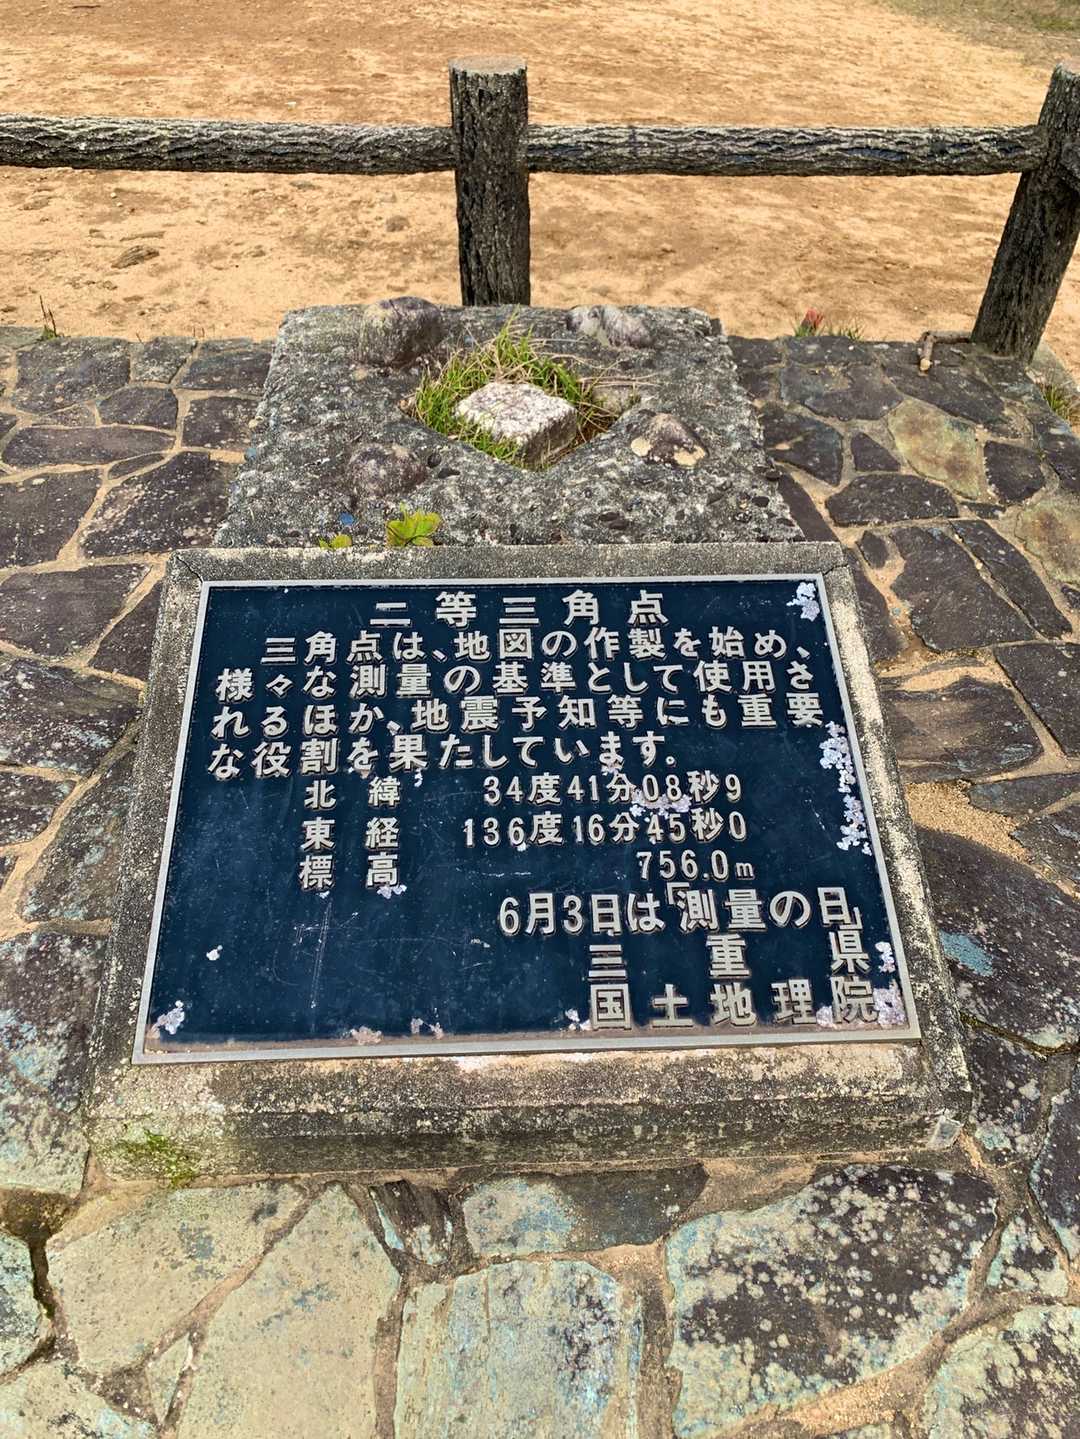 二等三角点
三角点は、地図の作製を始め、
様々な測量の基準として使用さ
れるほか、地震予知等にも重要
な役割を果たしています。
北緯 34度41分08秒9
東経 136度16分45秒0
標高 756.0m
6月3日は「測量の日」
三重県
国土地理院